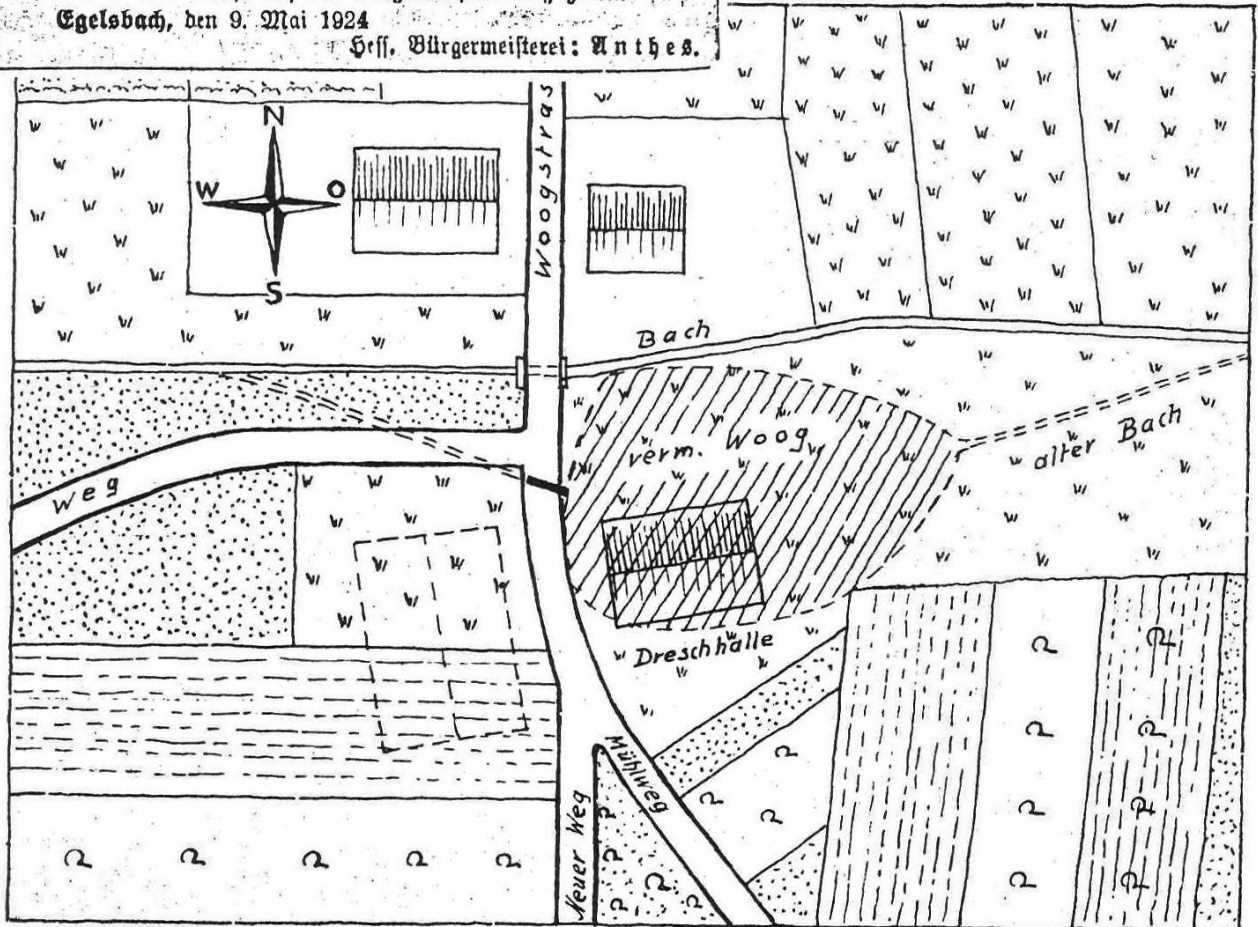 Egelsbach, den 9. Mai 1924
Hess. Bürgermeisterei: Anthes.
N
W
O
S
Woogstras
Bach
verm. Woog
alter Bach
Weg
Dreschhalle
Mühlweg
Neuer Weg